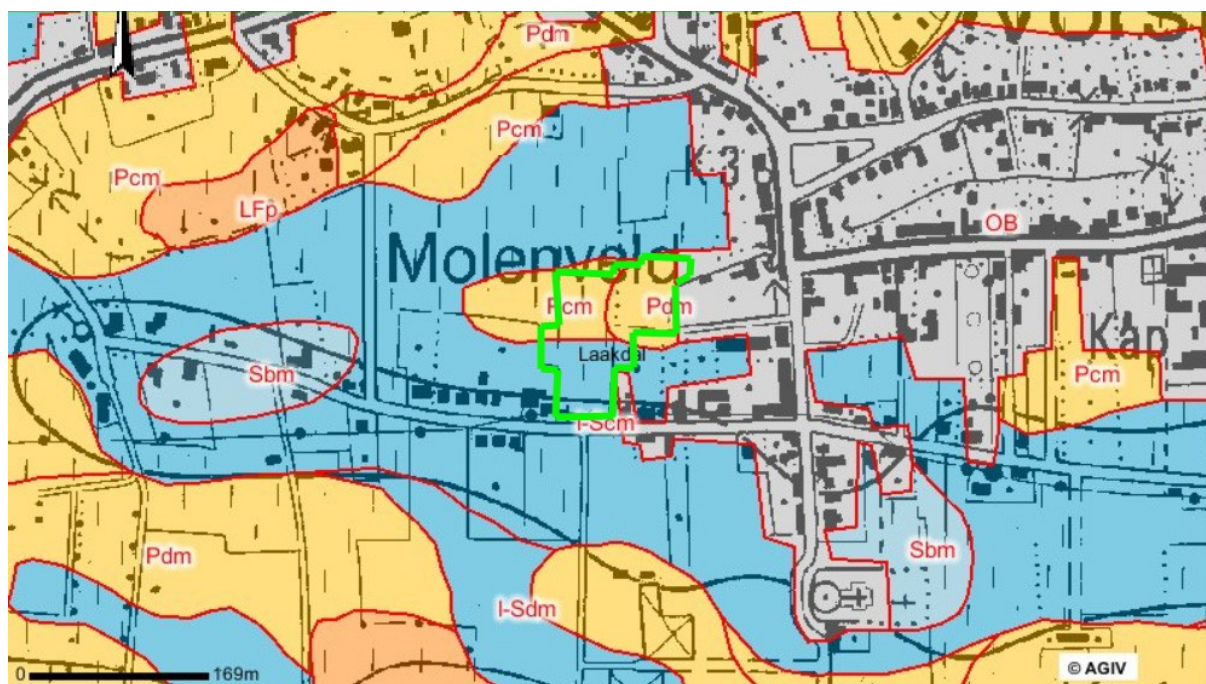 Pdm
Pcm
Pcm
LFp
OB
Molenveld
Pcm
Pdm
Laakdal
Kap
Pcm
Sbm
l-Scm
Pdm
Sbm
l-Sdm
0
169m
© AGIV